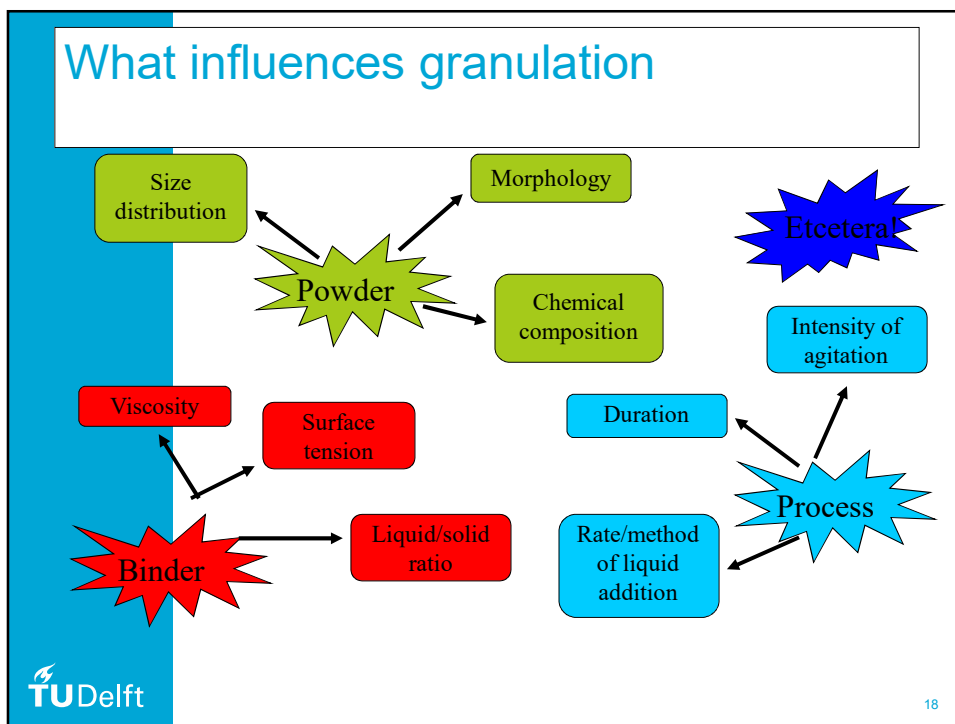 What influences granulation
Size
distribution
Morphology
Etcetera!
Powder
Chemical
composition
Intensity of
agitation
Viscosity
Surface
tension
Duration
Process
Binder
Liquid/solid
ratio
Rate/method
of liquid
addition
TUDelft
18